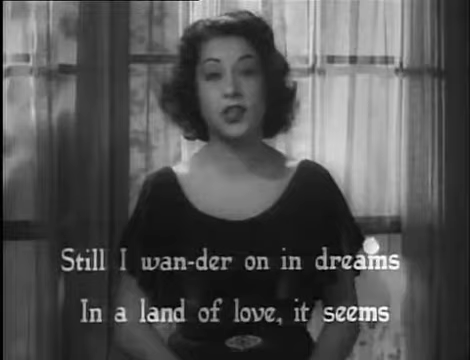 Still I wan-der on in dreams
In a land of love, it seems